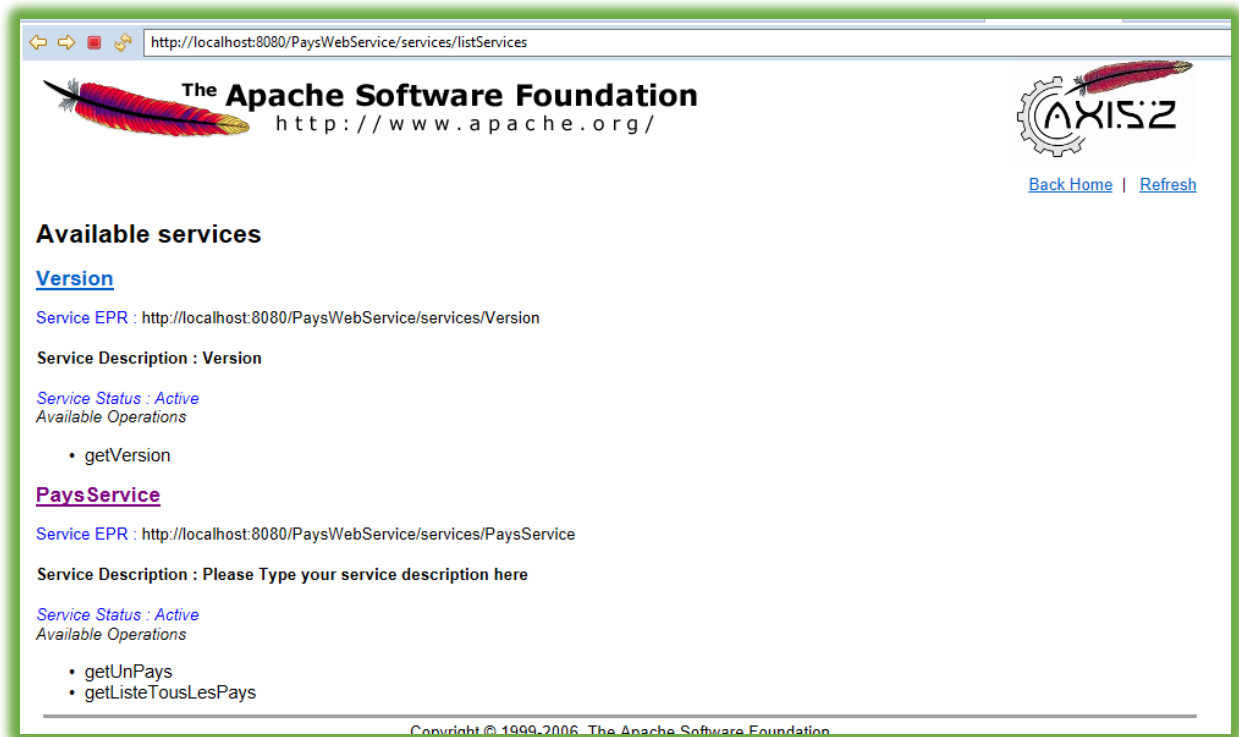 http://localhost:8080/PaysWebService/services/listServices
The Apache Software Foundation
http://www.apache.org/
AXIS2
Back Home | Refresh
Available services
Version
Service EPR : http://localhost:8080/PaysWebService/services/Version
Service Description : Version
Service Status : Active
Available Operations
• getVersion
PaysService
Service EPR : http://localhost:8080/PaysWebService/services/PaysService
Service Description : Please Type your service description here
Service Status : Active
Available Operations
• getUnPays
• getListeTousLesPays
Copyright © 1999-2006, The Apache Software Foundation